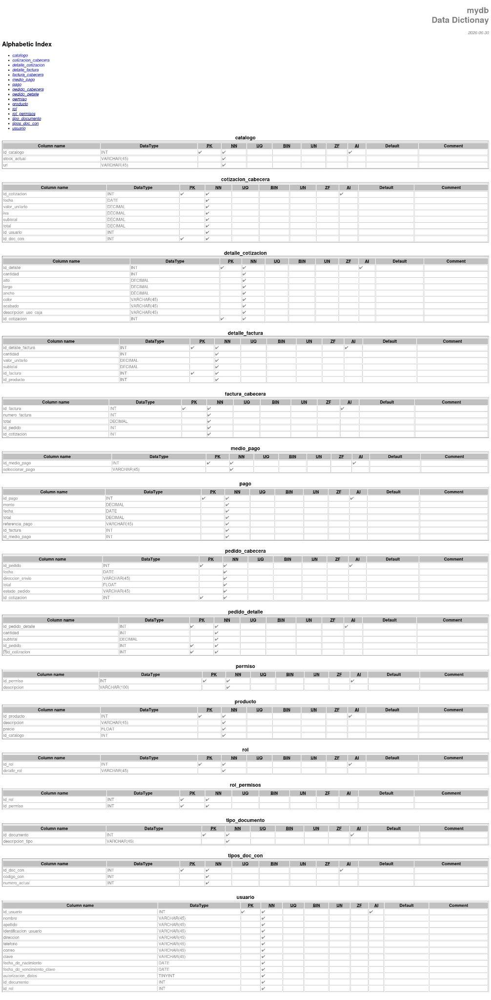 mydb
Data Dictionay
2026-06-30
Alphabetic Index
catalogo
cotizacion_cabecera
detalle_cotizacion
detalle_factura
factura_cabecera
medio_pago
pago
pedido_cabecera
pedido_detalle
permiso
producto
rol
rol_permisos
tipo_documento
tipos_doc_con
usuario
catalogo
Column name DataType PK NN UQ BIN UN ZF AI Default Comment
id_catalogo INT ✔ ✔ ✔
stock_actual VARCHAR(45) ✔
url VARCHAR(45) ✔
cotizacion_cabecera
Column name DataType PK NN UQ BIN UN ZF AI Default Comment
id_cotizacion INT ✔ ✔ ✔
fecha DATE ✔
valor_unitario DECIMAL ✔
iva DECIMAL ✔
subtotal DECIMAL ✔
total DECIMAL ✔
id_usuario INT ✔
id_doc_con INT ✔ ✔
detalle_cotizacion
Column name DataType PK NN UQ BIN UN ZF AI Default Comment
id_detalle INT ✔ ✔ ✔
cantidad INT ✔
alto DECIMAL ✔
largo DECIMAL ✔
ancho DECIMAL ✔
color VARCHAR(45) ✔
acabado VARCHAR(45) ✔
descripcion_uso_caja VARCHAR(45) ✔
id_cotizacion INT ✔ ✔
detalle_factura
Column name DataType PK NN UQ BIN UN ZF AI Default Comment
id_detalle_factura INT ✔ ✔ ✔
cantidad INT ✔
valor_unitario DECIMAL ✔
subtotal DECIMAL ✔
id_factura INT ✔ ✔
id_producto INT ✔
factura_cabecera
Column name DataType PK NN UQ BIN UN ZF AI Default Comment
id_factura INT ✔ ✔ ✔
numero_factura INT ✔
total DECIMAL ✔
id_pedido INT ✔
id_cotizacion INT ✔
medio_pago
Column name DataType PK NN UQ BIN UN ZF AI Default Comment
id_medio_pago INT ✔ ✔ ✔
seleccionar_pago VARCHAR(45) ✔
pago
Column name DataType PK NN UQ BIN UN ZF AI Default Comment
id_pago INT ✔ ✔ ✔
monto DECIMAL ✔
fecha DATE ✔
total DECIMAL ✔
referencia_pago VARCHAR(45) ✔
id_factura INT ✔
id_medio_pago INT ✔
pedido_cabecera
Column name DataType PK NN UQ BIN UN ZF AI Default Comment
id_pedido INT ✔ ✔ ✔
fecha DATE ✔
direccion_envio VARCHAR(45) ✔
total FLOAT ✔
estado_pedido VARCHAR(45) ✔
id_cotizacion INT ✔ ✔
pedido_detalle
Column name DataType PK NN UQ BIN UN ZF AI Default Comment
id_pedido_detalle INT ✔ ✔ ✔
cantidad INT ✔
subtotal DECIMAL ✔
id_pedido INT ✔ ✔
id_cotizacion INT ✔ ✔
permiso
Column name DataType PK NN UQ BIN UN ZF AI Default Comment
id_permiso INT ✔ ✔ ✔
descripcion VARCHAR(100) ✔
producto
Column name DataType PK NN UQ BIN UN ZF AI Default Comment
id_producto INT ✔ ✔ ✔
descripcion VARCHAR(45) ✔
precio FLOAT ✔
id_catalogo INT ✔
rol
Column name DataType PK NN UQ BIN UN ZF AI Default Comment
id_rol INT ✔ ✔ ✔
detalle_rol VARCHAR(45) ✔
rol_permisos
Column name DataType PK NN UQ BIN UN ZF AI Default Comment
id_rol INT ✔ ✔
id_permiso INT ✔ ✔
tipo_documento
Column name DataType PK NN UQ BIN UN ZF AI Default Comment
id_documento INT ✔ ✔ ✔
descripcion_tipo VARCHAR(45) ✔
tipos_doc_con
Column name DataType PK NN UQ BIN UN ZF AI Default Comment
id_doc_con INT ✔ ✔ ✔
codigo_con INT ✔
numero_actual INT ✔
usuario
Column name DataType PK NN UQ BIN UN ZF AI Default Comment
id_usuario INT ✔ ✔ ✔
nombre VARCHAR(45) ✔
apellido VARCHAR(45) ✔
identificacion_usuario VARCHAR(45) ✔
direccion VARCHAR(45) ✔
telefono VARCHAR(45) ✔
correo VARCHAR(45) ✔
clave VARCHAR(45) ✔
fecha_de_nacimiento DATE ✔
fecha_de_vencimiento_clave DATE ✔
autorizacion_datos TINYINT ✔
id_documento INT ✔
id_rol INT ✔